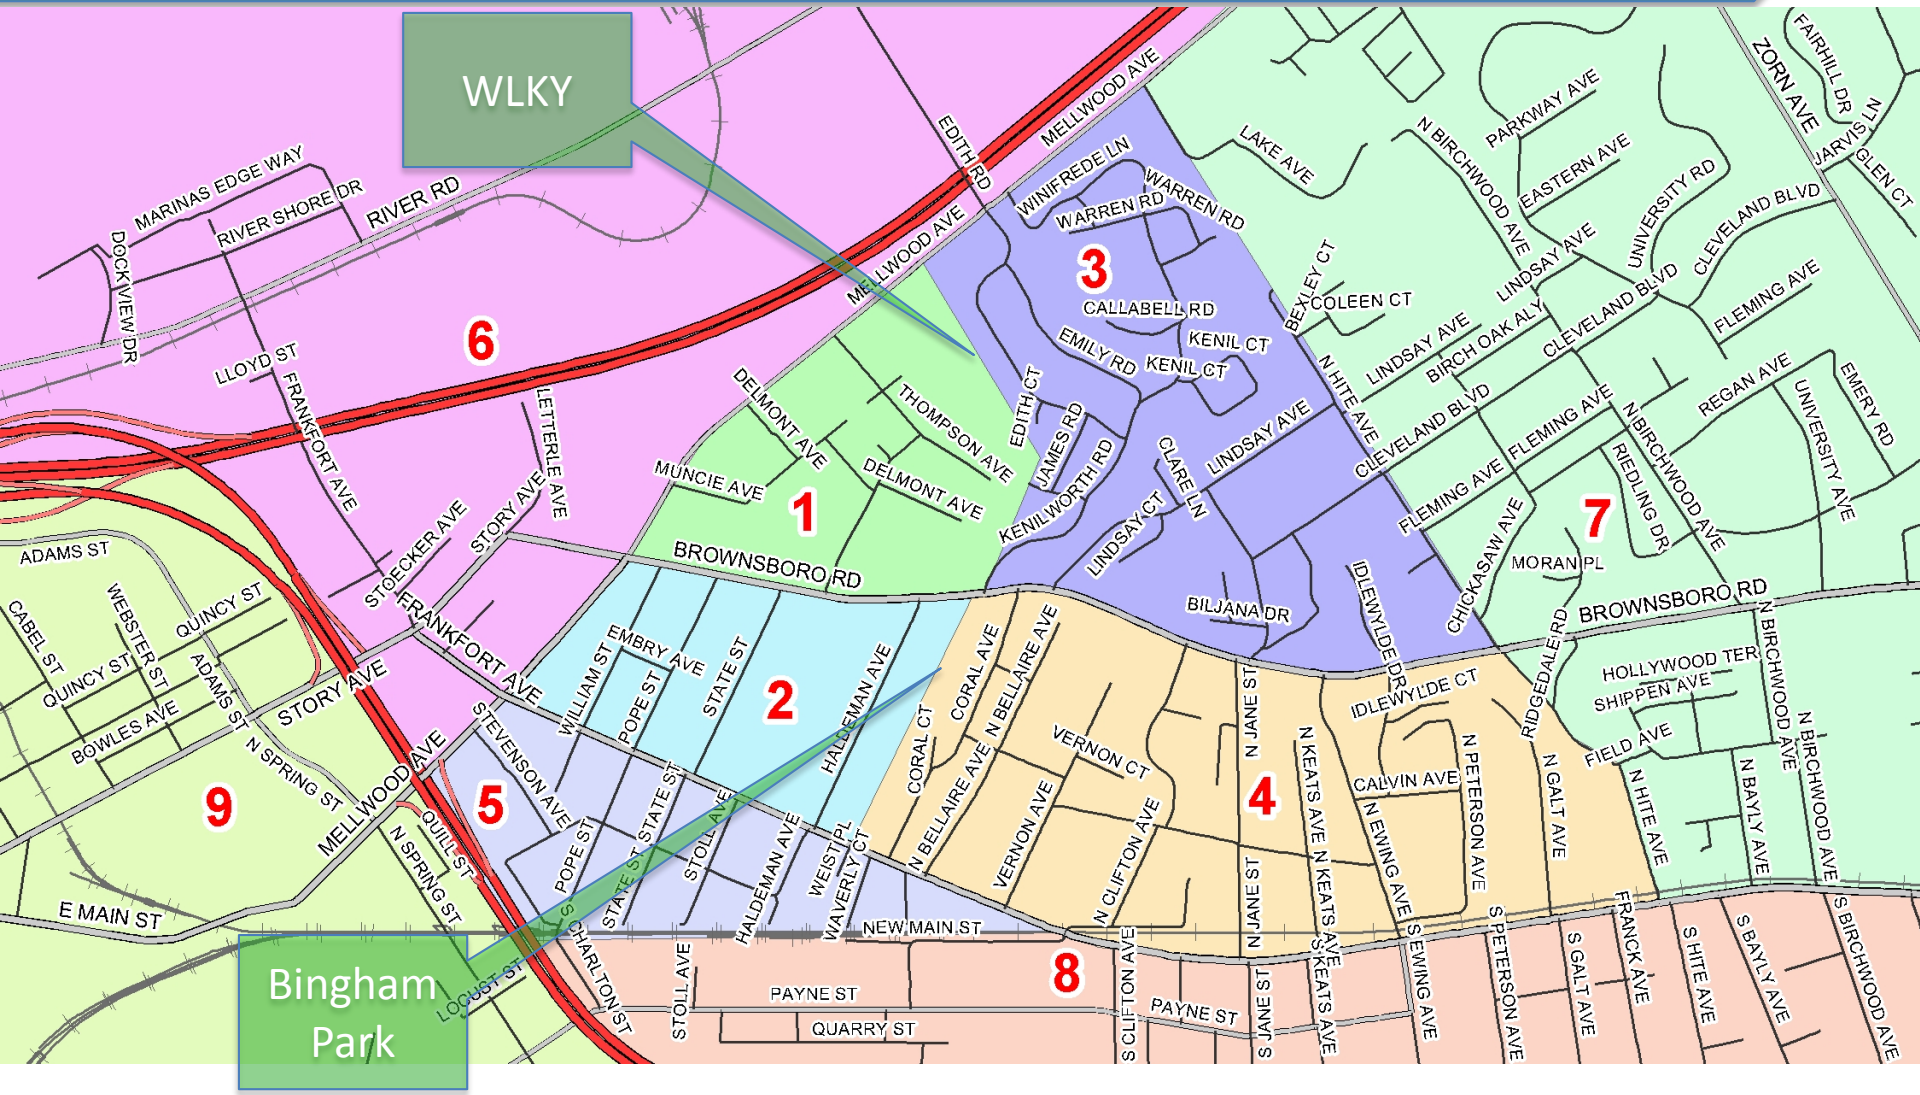 WLKY
MELLWOOD AVE
ZORN AVE
FAIRHILL DR
JARVIS LN
GLEN CT
PARKWAY AVE
N BIRCHWOOD AVE
EASTERN AVE
UNIVERSITY RD
CLEVELAND BLVD
LAKE AVE
EDITH RD
WINIFREDE LN
WARREN RD
WARREN RD
MARINAS EDGE WAY
RIVER SHORE DR
RIVER RD
DOCKVIEW DR
MELLWOOD AVE
3
BEXLEY CT
COLEEN CT
LINDSAY AVE
CLEVELAND BLVD
FLEMING AVE
CALLABELL RD
EMILY RD
KENIL CT
KENIL CT
6
LLOYD ST
FRANKFORT AVE
LETTERLE AVE
DELMONT AVE
THOMPSON AVE
EDITH CT
JAMES RD
KENILWORTH RD
N HITE AVE
LINDSAY AVE
BIRCH OAK ALY
CLEVELAND BLVD
REGAN AVE
EMERY RD
UNIVERSITY AVE
FLEMING AVE
N BIRCHWOOD AVE
LINDSAY AVE
CLARE LN
MUNCIE AVE
DELMONT AVE
1
LINDSAY CT
FLEMING AVE
RIEDLING DR
7
CHICKASAW AVE
MORAN PL
STORY AVE
STOECKER AVE
BROWNSBORO RD
ADAMS ST
CABEL ST
WEBSTER ST
QUINCY ST
QUINCY ST
ADAMS ST
BOWLES AVE
STORY AVE
FRANKFORT AVE
BILJANA DR
IDLEWYLDE DR
BROWNSBORO RD
RIDGEDALE RD
N BIRCHWOOD AVE
HOLLYWOOD TER
SHIPPEN AVE
FIELD AVE
EMBRY AVE
WILLIAM ST
POPE ST
STATE ST
2
HALDEMAN AVE
CORAL AVE
N BELLAIRE AVE
CORAL CT
N BELLAIRE AVE
VERNON CT
VERNON AVE
N CLIFTON AVE
N JANE ST
4
N KEATS AVE
IDLEWYLDE CT
CALVIN AVE
N EWING AVE
N PETERSON AVE
N GALT AVE
N HITE AVE
N BAYLY AVE
N BIRCHWOOD AVE
N SPRING ST
MELLWOOD AVE
9
5
STEVENSON AVE
QUILL ST
N SPRING ST
POPE ST
STATE ST
STATE ST
STOLL AVE
HALDEMAN AVE
WEIST PL
WAVERLY CT
N JANE ST
N KEATS AVE
E MAIN ST
NEW MAIN ST
Bingham
Park
LOCUST ST
S CHARLTON ST
STOLL AVE
PAYNE ST
QUARRY ST
8
S CLIFTON AVE
PAYNE ST
S JANE ST
S KEATS AVE
S KEATS AVE
S EWING AVE
S PETERSON AVE
S GALT AVE
FRANCK AVE
S HITE AVE
S BAYLY AVE
S BIRCHWOOD AVE